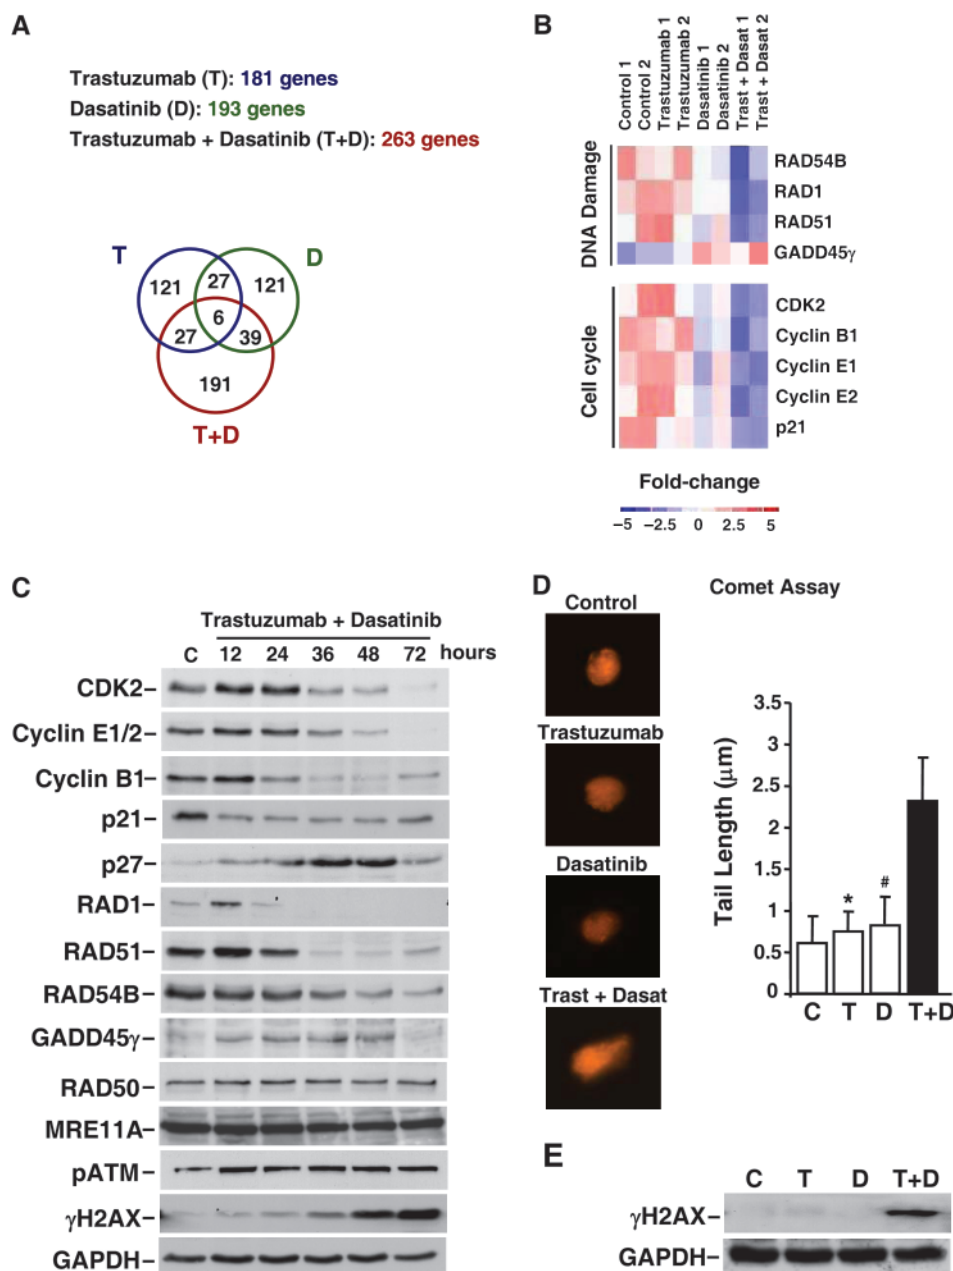 A
Trastuzumab (T): 181 genes
Dasatinib (D): 193 genes
Trastuzumab + Dasatinib (T+D): 263 genes
T
D
121
27
121
6
27
39
191
T+D
B
Control 1
Control 2
Trastuzumab 1
Trastuzumab 2
Dasatinib 1
Dasatinib 2
Trast + Dasat 1
Trast + Dasat 2
DNA Damage
RAD54B
RAD1
RAD51
GADD45γ
Cell cycle
CDK2
Cyclin B1
Cyclin E1
Cyclin E2
p21
Fold-change
−5 −2.5 0 2.5 5
C
Trastuzumab + Dasatinib
C 12 24 36 48 72 hours
CDK2
Cyclin E1/2
Cyclin B1
p21
p27
RAD1
RAD51
RAD54B
GADD45γ
RAD50
MRE11A
pATM
γH2AX
GAPDH
D
Comet Assay
Control
Trastuzumab
Dasatinib
Trast + Dasat
Tail Length (μm)
3.5
3
2.5
2
1.5
1
0.5
0
*
#
C T D T+D
E
C T D T+D
γH2AX
GAPDH